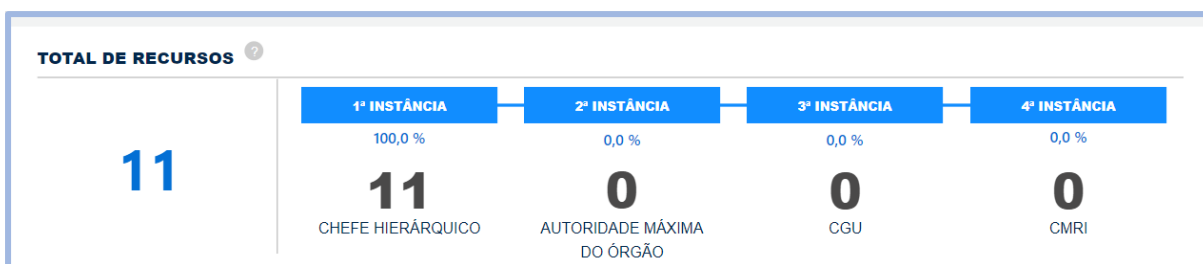 TOTAL DE RECURSOS ?
11
1ª INSTÂNCIA
100,0 %
11
CHEFE HIERÁRQUICO
2ª INSTÂNCIA
0,0 %
0
AUTORIDADE MÁXIMA
DO ÓRGÃO
3ª INSTÂNCIA
0,0 %
0
CGU
4ª INSTÂNCIA
0,0 %
0
CMRI